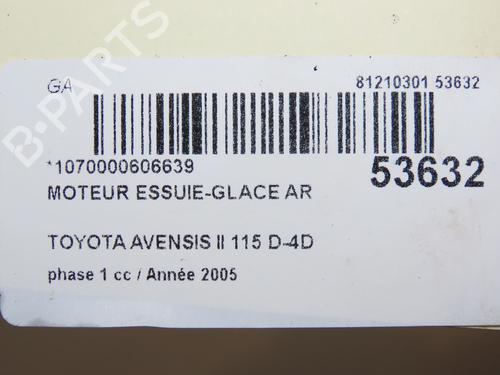 GA 81210301 53632
*1070000606639 53632
MOTEUR ESSUIE-GLACE AR
TOYOTA AVENSIS II 115 D-4D
phase 1 cc / Année 2005
B-PARTS